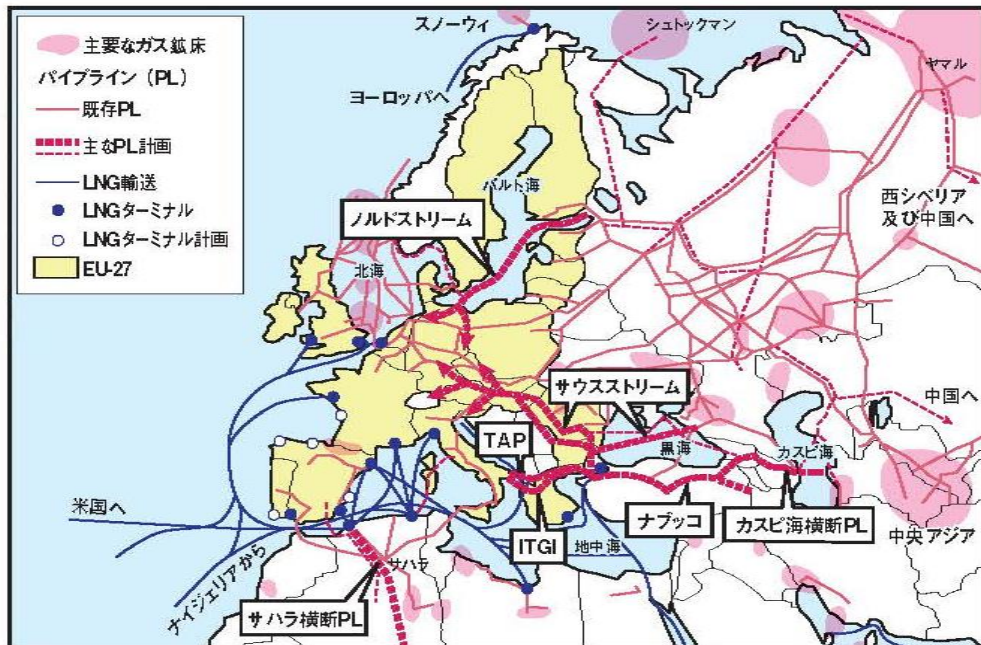 主要なガス鉱床
パイプライン（PL）
既存PL
主なPL計画
LNG輸送
LNGターミナル
LNGターミナル計画
EU-27
スノーウィ
シュトックマン
ヤマル
ヨーロッパへ
西シベリア
及び中国へ
バルト海
ノルドストリーム
北海
サウスストリーム
中国へ
TAP
黒海
カスピ海
米国へ
ナブッコ
カスピ海横断PL
ITGI
地中海
中央アジア
サハラ
ナイジェリアから
サハラ横断PL